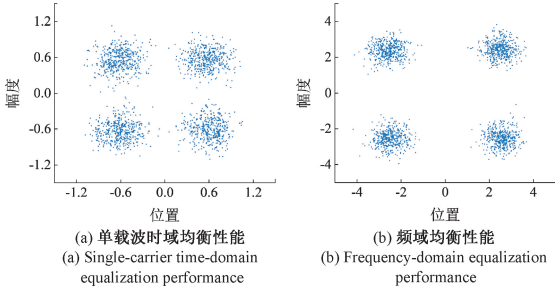 1.2
0.6
0.0
-0.6
-1.2
幅度
-1.2 -0.6 0.0 0.6 1.2
位置
(a) 单载波时域均衡性能
(a) Single-carrier time-domain
equalization performance
4
2
0
-2
-4
幅度
-4 -2 0 2 4
位置
(b) 频域均衡性能
(b) Frequency-domain equalization
performance